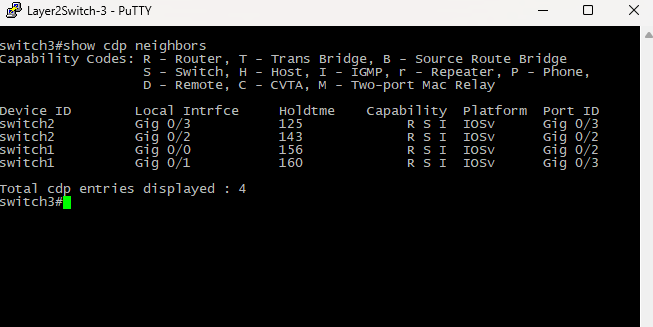 Layer2Switch-3 - PuTTY
switch3#show cdp neighbors
Capability Codes: R - Router, T - Trans Bridge, B - Source Route Bridge
                  S - Switch, H - Host, I - IGMP, r - Repeater, P - Phone,
                  D - Remote, C - CVTA, M - Two-port Mac Relay
Device ID        Local Intrfce     Holdtme    Capability  Platform  Port ID
switch2          Gig 0/3           125             R S I  IOSv      Gig 0/3
switch2          Gig 0/2           143             R S I  IOSv      Gig 0/2
switch1          Gig 0/0           156             R S I  IOSv      Gig 0/2
switch1          Gig 0/1           160             R S I  IOSv      Gig 0/3
Total cdp entries displayed : 4
switch3#